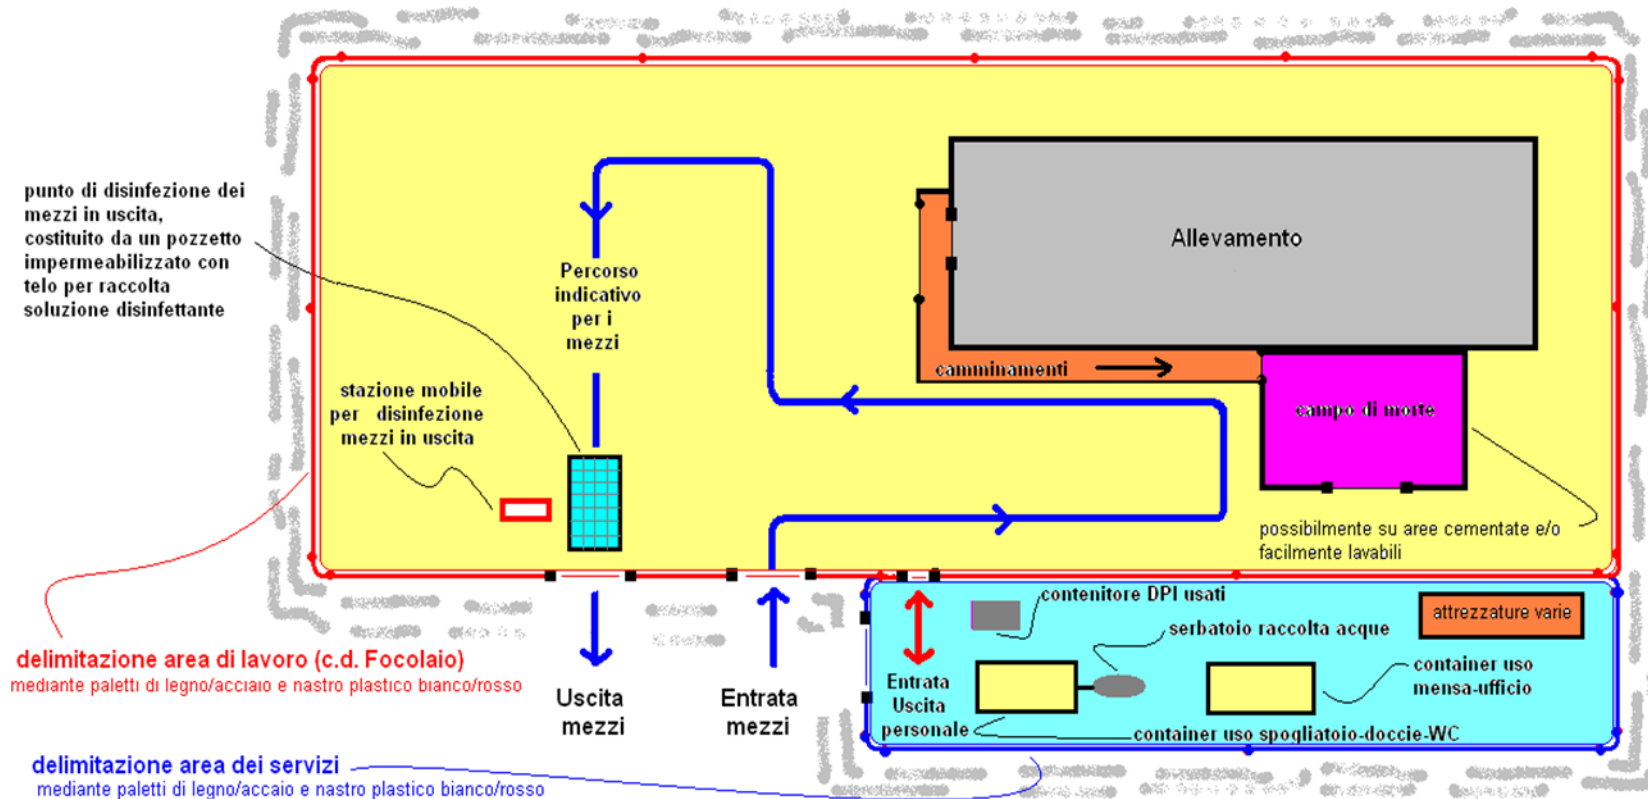 punto di disinfezione dei
mezzi in uscita,
costituito da un pozzetto
impermeabilizzato con
telo per raccolta
soluzione disinfettante
Allevamento
Percorso
indicativo
per i
mezzi
camminamenti
campo di morte
stazione mobile
per disinfezione
mezzi in uscita
possibilmente su aree cementate e/o
facilmente lavabili
contenitore DPI usati
attrezzature varie
serbatoio raccolta acque
container uso
mensa-ufficio
Entrata
Uscita
personale
container uso spogliatoio-doccie-WC
delimitazione area di lavoro (c.d. Focolaio)
mediante paletti di legno/acciaio e nastro plastico bianco/rosso
Uscita
mezzi
Entrata
mezzi
delimitazione area dei servizi
mediante paletti di legno/accaio e nastro plastico bianco/rosso